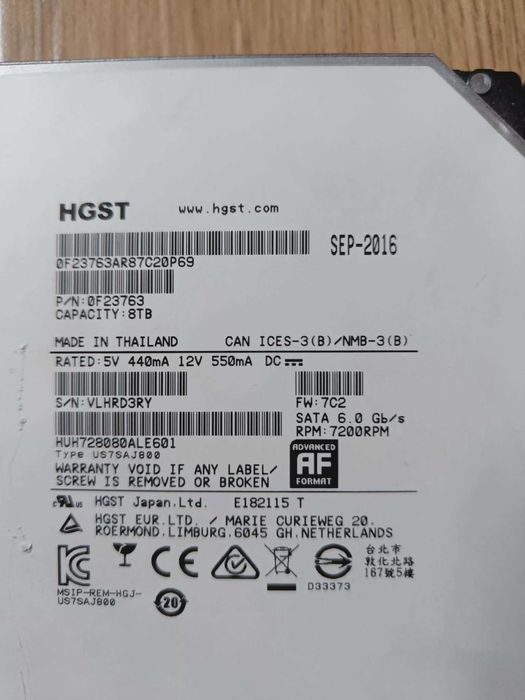 HGST www.hgst.com
0F23763AR87C20P69 SEP-2016
P/N:0F23763
CAPACITY:8TB
MADE IN THAILAND CAN ICES-3(B)/NMB-3(B)
RATED:5V 440mA 12V 550mA DC
S/N:VLHRD3RY FW:7C2
SATA 6.0 Gb/s
RPM:7200RPM
HUH728080ALE601
Type US7SAJ800
WARRANTY VOID IF ANY LABEL/
SCREW IS REMOVED OR BROKEN
ADVANCED
AF
FORMAT
c RU us HGST Japan,Ltd. E182115 T
HGST EUR.LTD. / MARIE CURIEWEG 20,
ROERMOND,LIMBURG,6045 GH,NETHERLANDS
CE
台北市
敦化北路
167號5樓
D33373
MSIP-REM-HGJ-
US7SAJ800
20